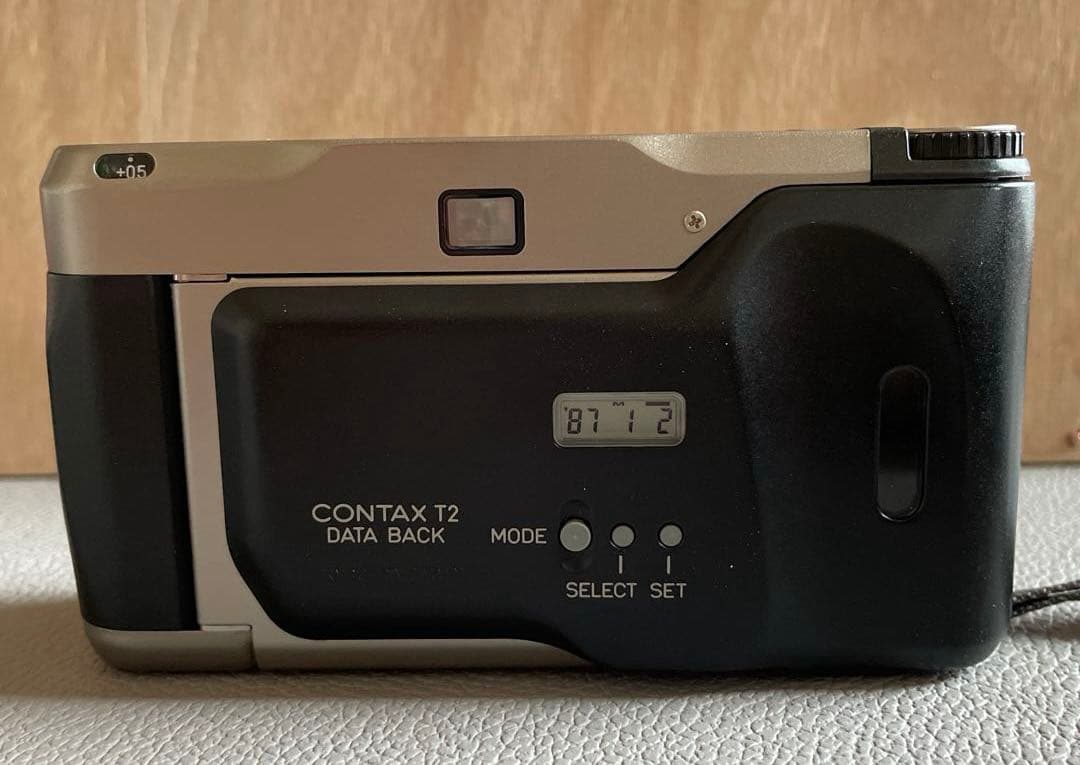 +05
'87 M 1 2
CONTAX T2
DATA BACK
MODE
SELECT SET